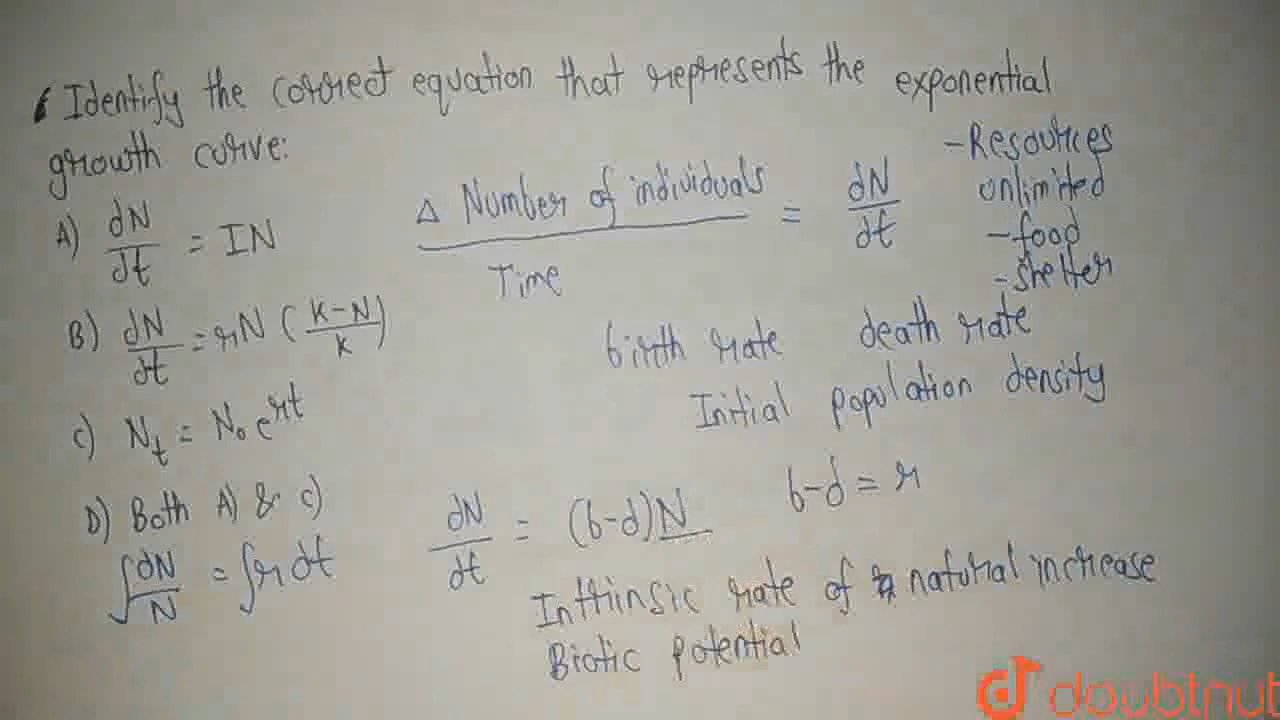 Identify the correct equation that represents the exponential
growth curve:
A) dN/dt = IN
Δ Number of individuals / Time = dN/dt
- Resources
unlimited
- food
- Shelter
B) dN/dt = rN (K-N/K)
birth rate death rate
Initial population density
C) Nt = N₀e^rt
D) Both A) & C)
dN/dt = (b-d)N
b-d = r
∫dN/N = ∫r dt
Intrinsic rate of natural increase
Biotic potential
doubtnut